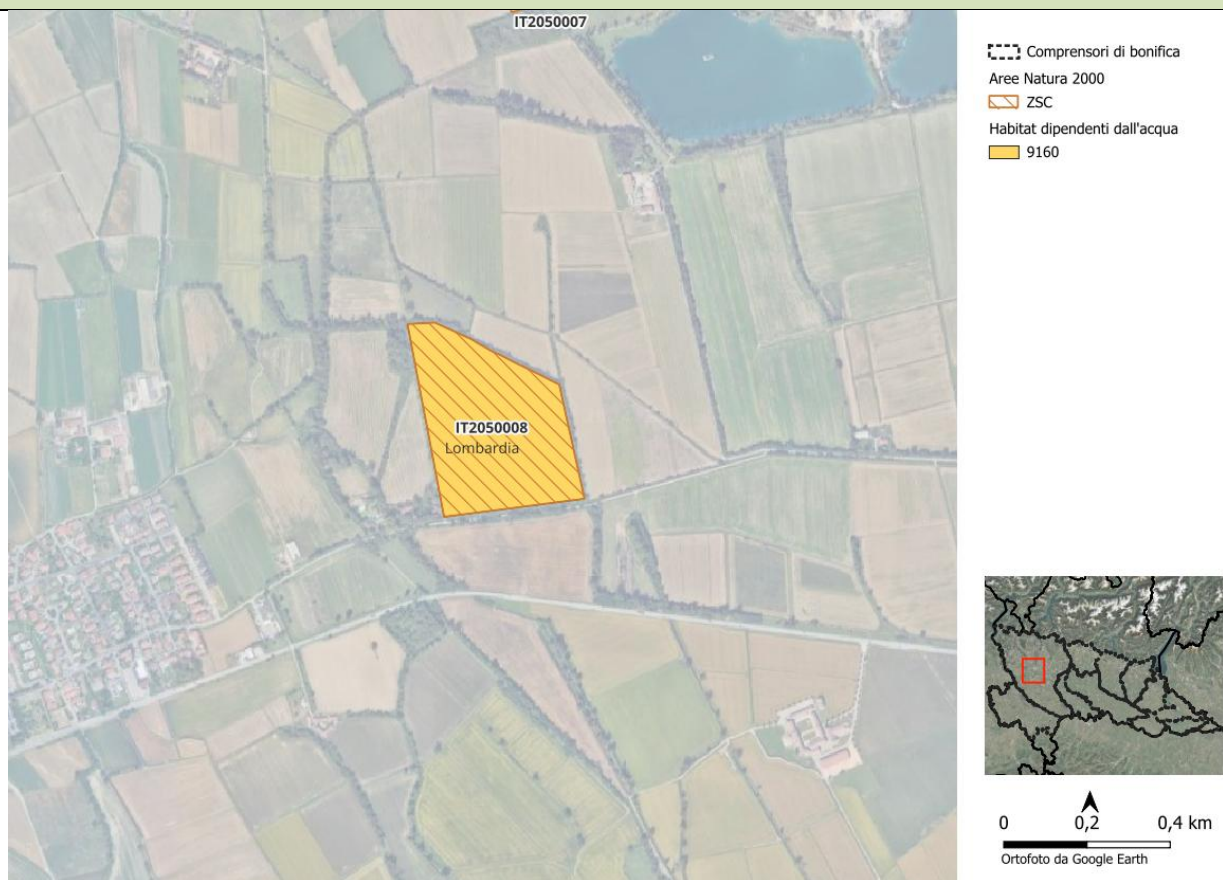 IT2050007
IT2050008
Lombardia
Comprensori di bonifica
Aree Natura 2000
ZSC
Habitat dipendenti dall'acqua
9160
0 0,2 0,4 km
Ortofoto da Google Earth